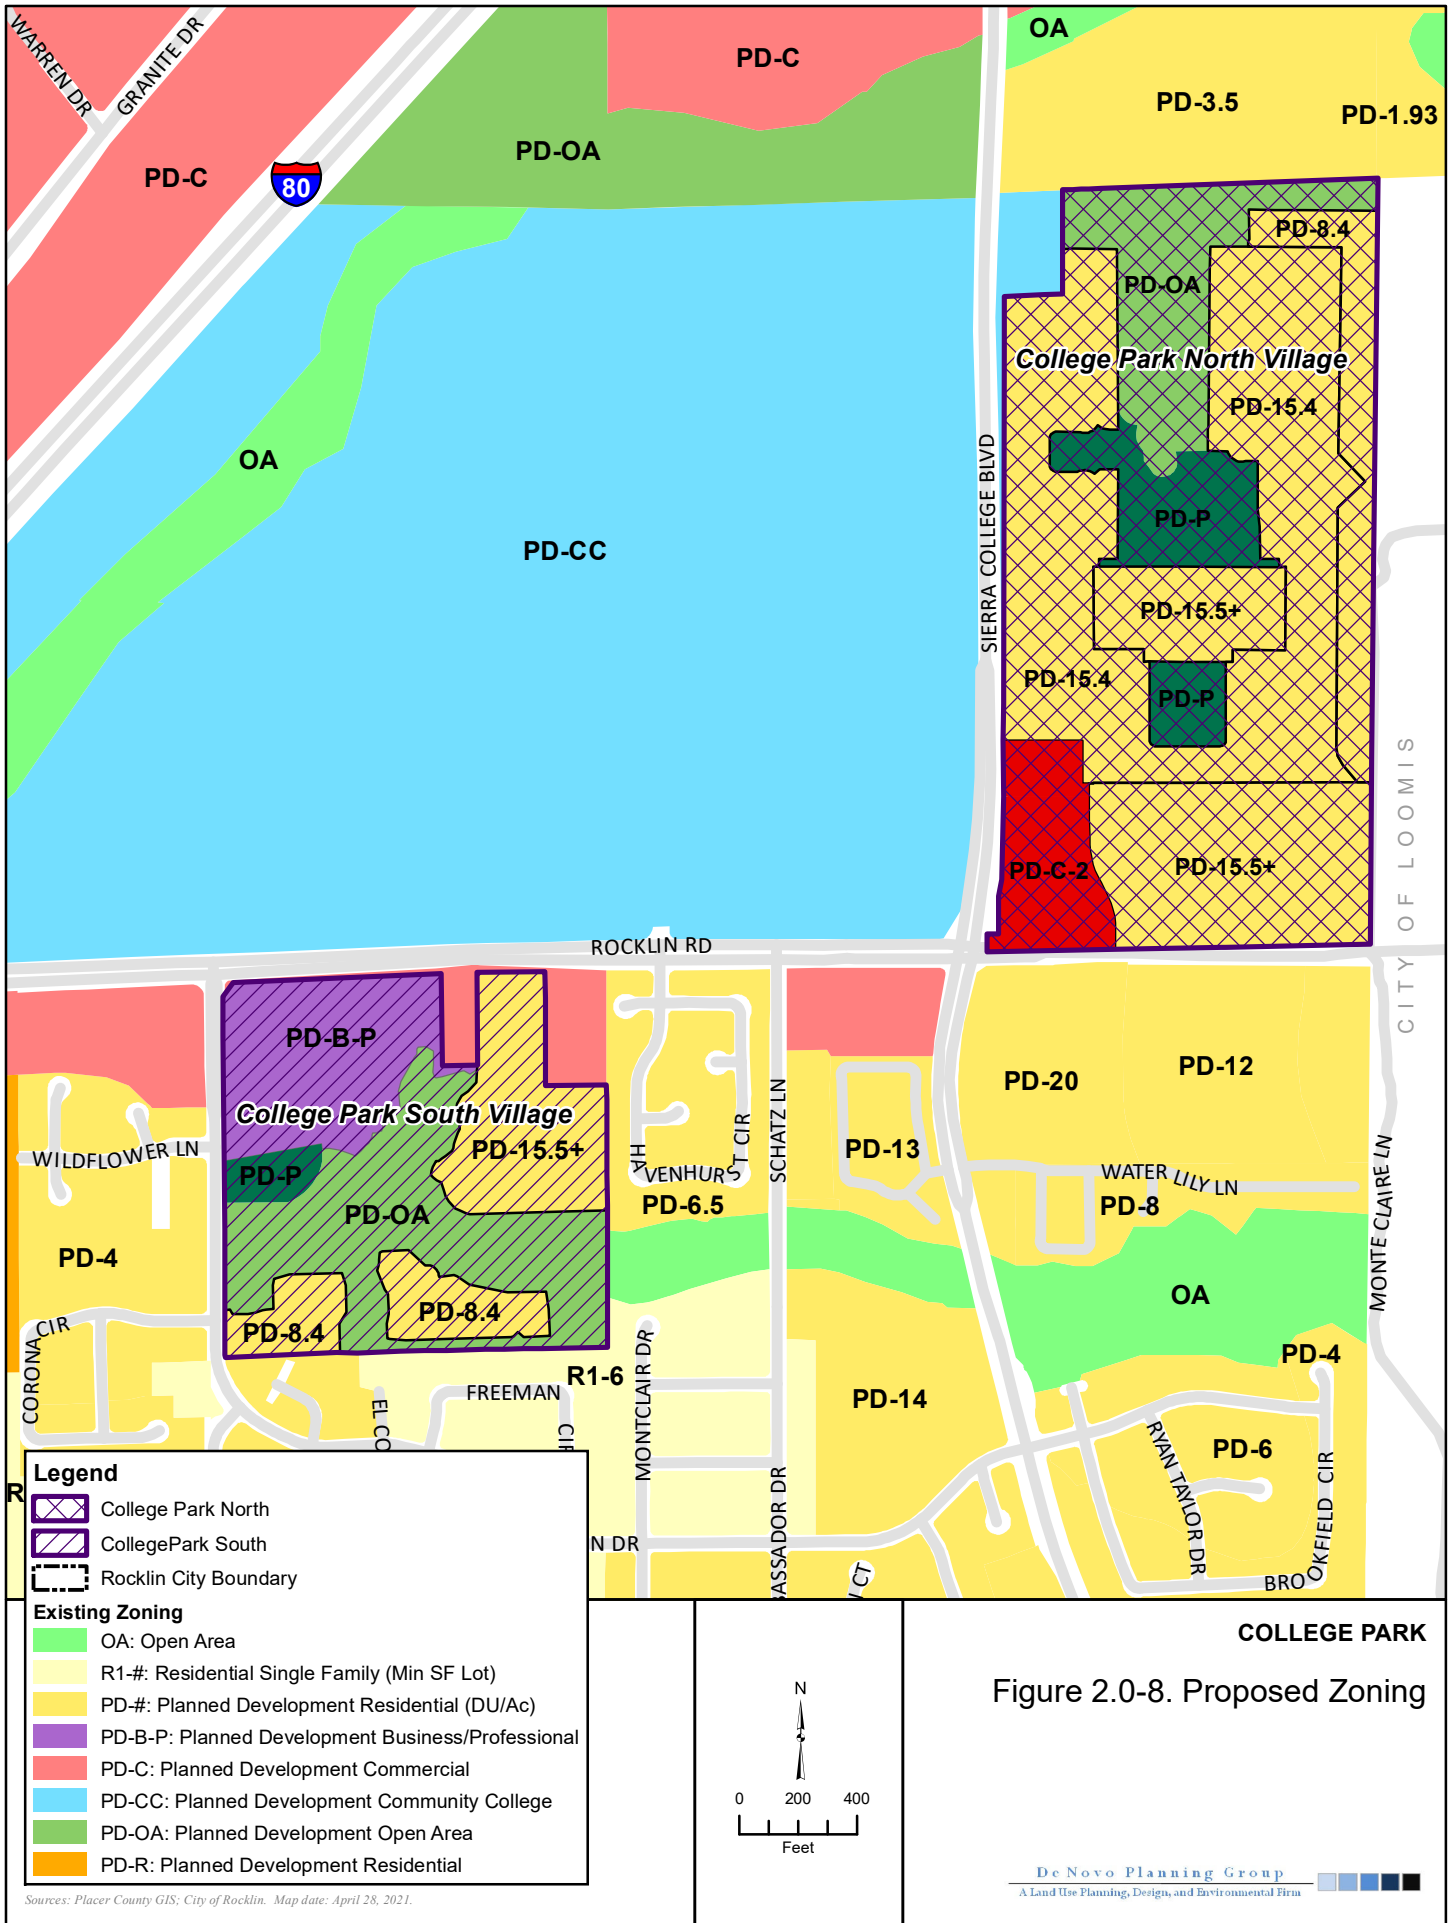 WARREN DR
GRANITE DR
OA
PD-C
PD-3.5
PD-1.93
PD-OA
PD-C
80
PD-8.4
PD-OA
College Park North Village
PD-15.4
OA
SIERRA COLLEGE BLVD
PD-P
PD-CC
PD-15.5+
PD-15.4
PD-P
CITY OF LOOMIS
PD-C-2
PD-15.5+
ROCKLIN RD
PD-B-P
PD-20
PD-12
College Park South Village
PD-15.5+
SCHATZ LN
PD-13
WILDFLOWER LN
PD-P
HAVENHURST CIR
WATER LILY LN
PD-6.5
PD-8
PD-OA
MONTE CLAIRE LN
PD-4
OA
PD-8.4
PD-8.4
CORONA CIR
PD-4
R1-6
MONTCLAIR DR
FREEMAN CIR
PD-14
EL CO
RYAN TAYLOR DR
PD-6
BROOKFIELD CIR
R
N DR
BASSADOR DR
CT
Legend
College Park North
CollegePark South
Rocklin City Boundary
Existing Zoning
OA: Open Area
R1-#: Residential Single Family (Min SF Lot)
PD-#: Planned Development Residential (DU/Ac)
PD-B-P: Planned Development Business/Professional
PD-C: Planned Development Commercial
PD-CC: Planned Development Community College
PD-OA: Planned Development Open Area
PD-R: Planned Development Residential
Sources: Placer County GIS; City of Rocklin. Map date: April 28, 2021.
N
0 200 400
Feet
COLLEGE PARK
Figure 2.0-8. Proposed Zoning
De Novo Planning Group
A Land Use Planning, Design, and Environmental Firm